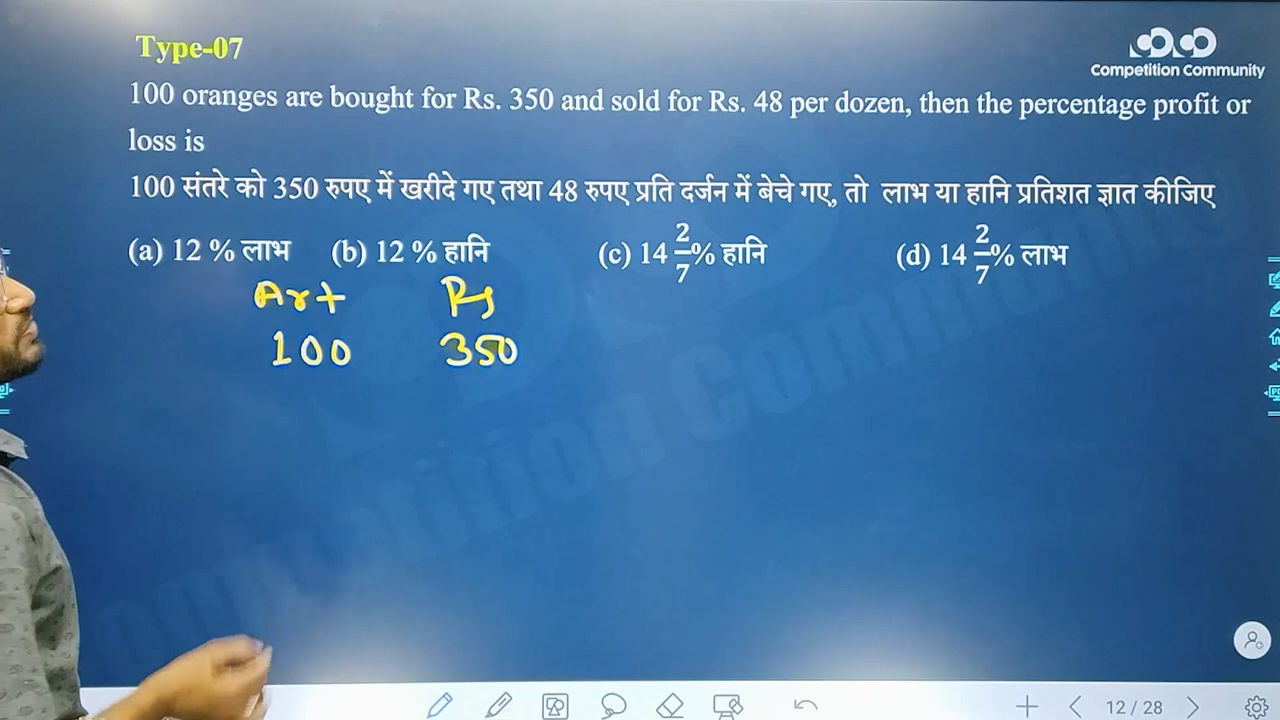 Type-07
Competition Community
100 oranges are bought for Rs. 350 and sold for Rs. 48 per dozen, then the percentage profit or
loss is
100 संतरे को 350 रुपए में खरीदे गए तथा 48 रुपए प्रति दर्जन में बेचे गए, तो लाभ या हानि प्रतिशत ज्ञात कीजिए
(a) 12 % लाभ (b) 12 % हानि (c) 14 2/7% हानि (d) 14 2/7% लाभ
Art Rs
100 350
12 / 28